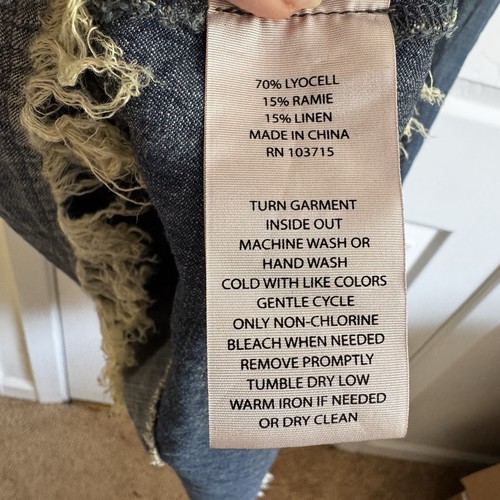 70% LYOCELL
15% RAMIE
15% LINEN
MADE IN CHINA
RN 103715
TURN GARMENT
INSIDE OUT
MACHINE WASH OR
HAND WASH
COLD WITH LIKE COLORS
GENTLE CYCLE
ONLY NON-CHLORINE
BLEACH WHEN NEEDED
REMOVE PROMPTLY
TUMBLE DRY LOW
WARM IRON IF NEEDED
OR DRY CLEAN